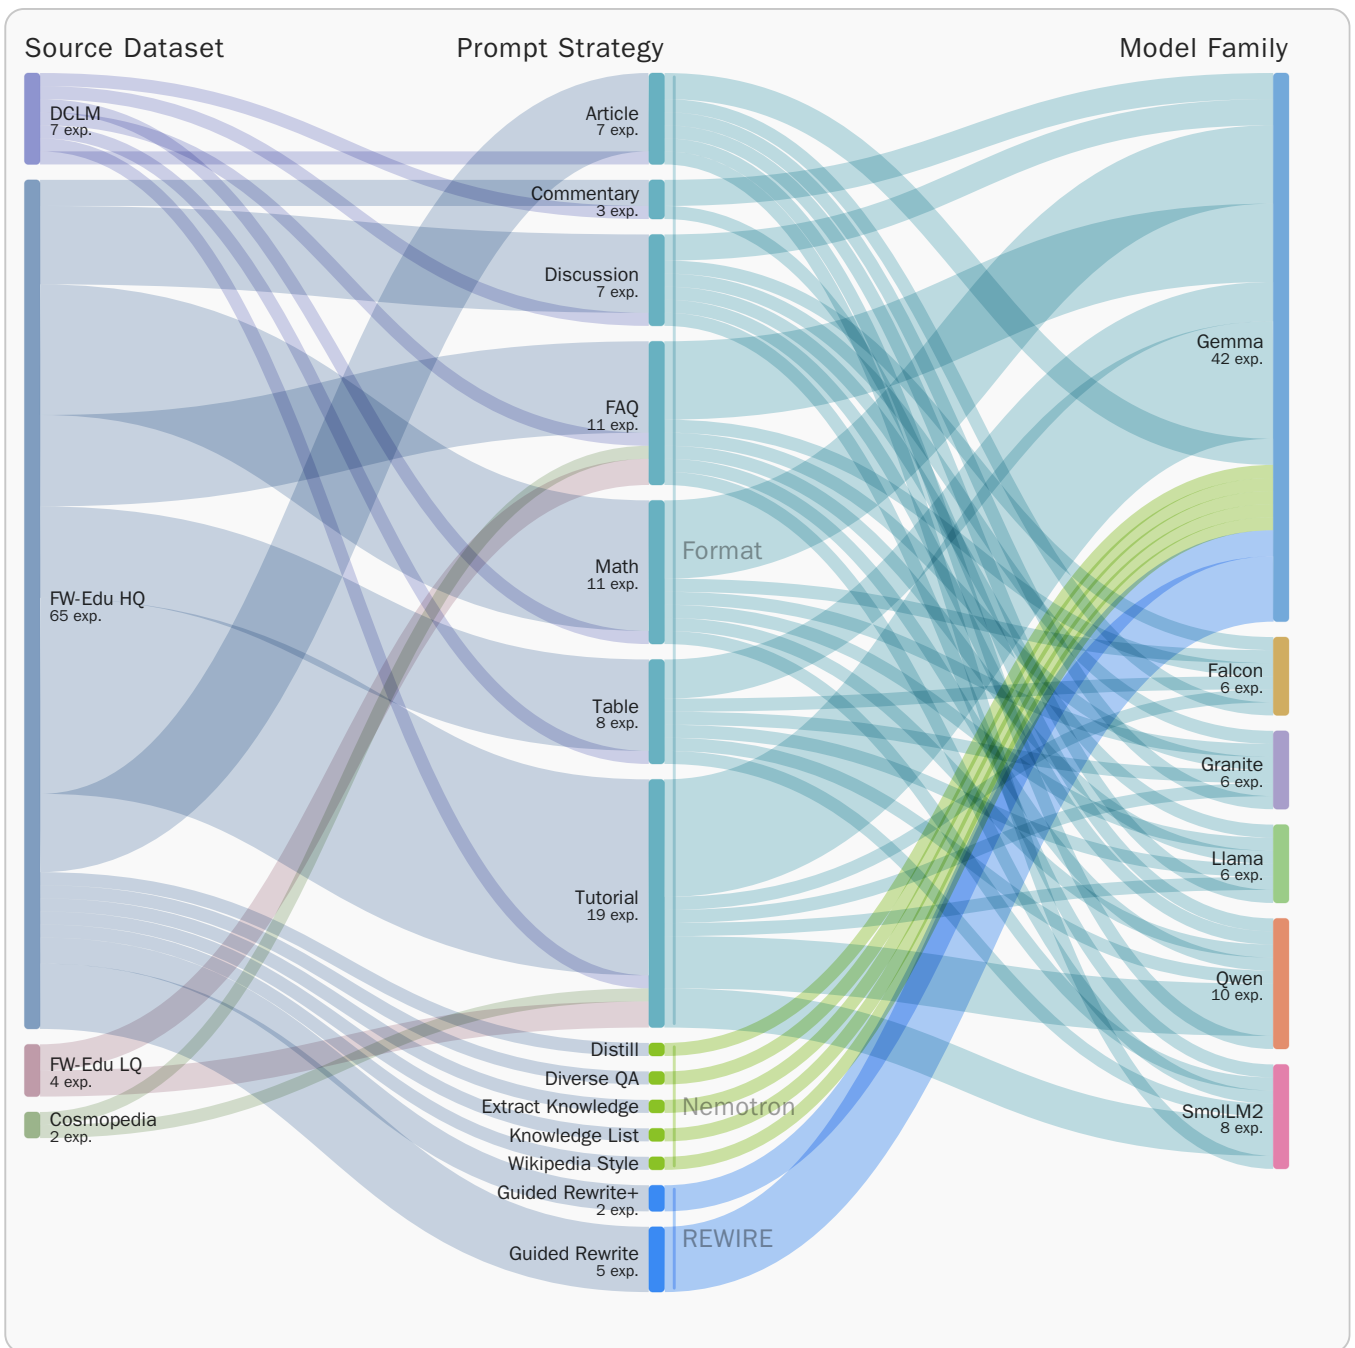 Source Dataset
Prompt Strategy
Model Family
DCLM
7 exp.
FW-Edu HQ
65 exp.
FW-Edu LQ
4 exp.
Cosmopedia
2 exp.
Article
7 exp.
Commentary
3 exp.
Discussion
7 exp.
FAQ
11 exp.
Math
11 exp.
Table
8 exp.
Tutorial
19 exp.
Distill
Diverse QA
Extract Knowledge
Knowledge List
Wikipedia Style
Guided Rewrite+
2 exp.
Guided Rewrite
5 exp.
Format
Nemotron
REWIRE
Gemma
42 exp.
Falcon
6 exp.
Granite
6 exp.
Llama
6 exp.
Qwen
10 exp.
SmolLM2
8 exp.